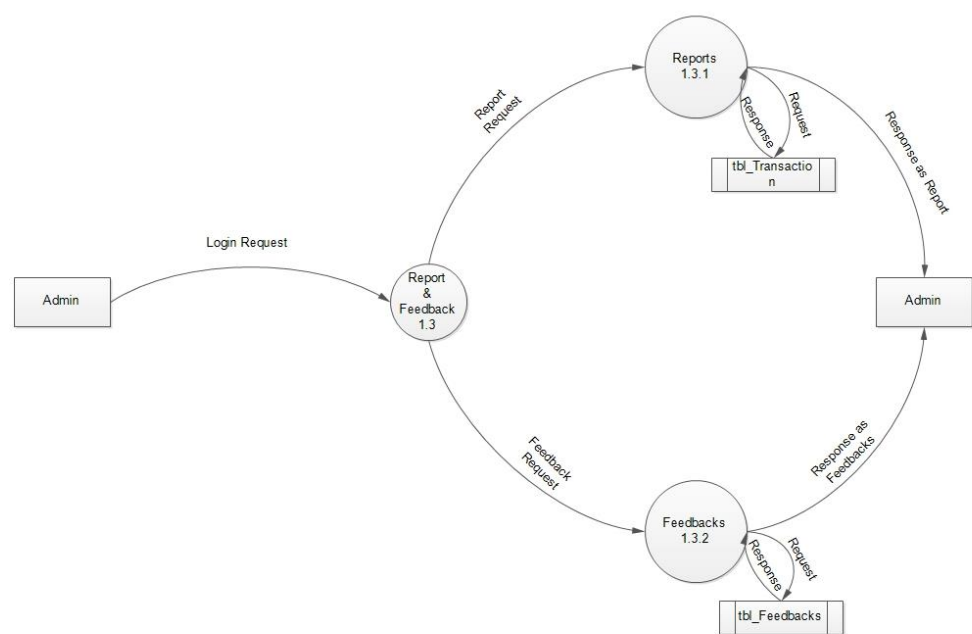 Reports
1.3.1
Report
Request
Response
Request
Response as Report
tbl_Transactio
n
Login Request
Admin
Report
&
Feedback
1.3
Admin
Feedback
Request
Response as
Feedbacks
Feedbacks
1.3.2
Response
Request
tbl_Feedbacks